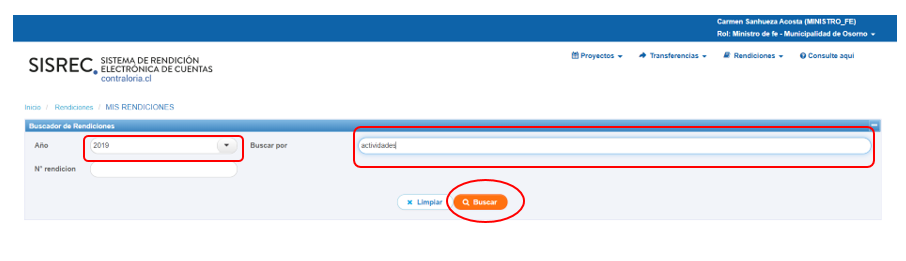 Carmen Sanhueza Acosta (MINISTRO_FE)
Rol: Ministro de fe - Municipalidad de Osorno
SISREC. SISTEMA DE RENDICIÓN
ELECTRÓNICA DE CUENTAS
contraloria.cl
Proyectos Transferencias Rendiciones Consulte aqui
Inicio / Rendiciones / MIS RENDICIONES
Buscador de Rendiciones
Año 2019 Buscar por actividades
N° rendicion
Limpiar Buscar